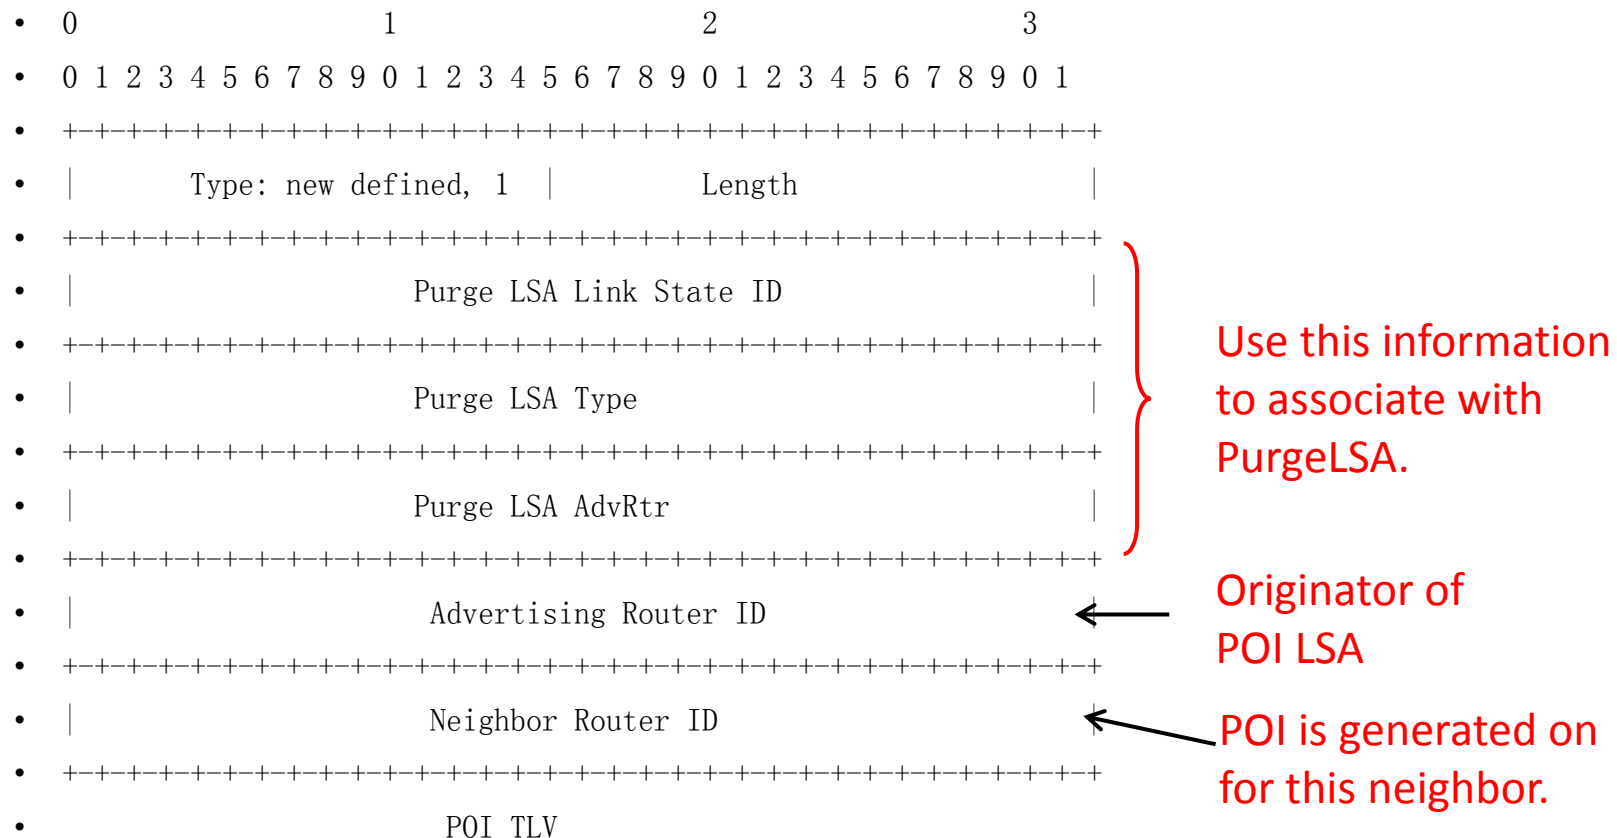 • 0 1 2 3
• 0 1 2 3 4 5 6 7 8 9 0 1 2 3 4 5 6 7 8 9 0 1 2 3 4 5 6 7 8 9 0 1
• +-+-+-+-+-+-+-+-+-+-+-+-+-+-+-+-+-+-+-+-+-+-+-+-+-+-+-+-+-+-+-+-+
• | Type: new defined, 1 | Length |
• +-+-+-+-+-+-+-+-+-+-+-+-+-+-+-+-+-+-+-+-+-+-+-+-+-+-+-+-+-+-+-+-+
• | Purge LSA Link State ID |
• +-+-+-+-+-+-+-+-+-+-+-+-+-+-+-+-+-+-+-+-+-+-+-+-+-+-+-+-+-+-+-+-+
• | Purge LSA Type |
• +-+-+-+-+-+-+-+-+-+-+-+-+-+-+-+-+-+-+-+-+-+-+-+-+-+-+-+-+-+-+-+-+
• | Purge LSA AdvRtr |
• +-+-+-+-+-+-+-+-+-+-+-+-+-+-+-+-+-+-+-+-+-+-+-+-+-+-+-+-+-+-+-+-+
• | Advertising Router ID |
• +-+-+-+-+-+-+-+-+-+-+-+-+-+-+-+-+-+-+-+-+-+-+-+-+-+-+-+-+-+-+-+-+
• | Neighbor Router ID |
• +-+-+-+-+-+-+-+-+-+-+-+-+-+-+-+-+-+-+-+-+-+-+-+-+-+-+-+-+-+-+-+-+
• POI TLV
Use this information
to associate with
PurgeLSA.
Originator of
POI LSA
POI is generated on
for this neighbor.